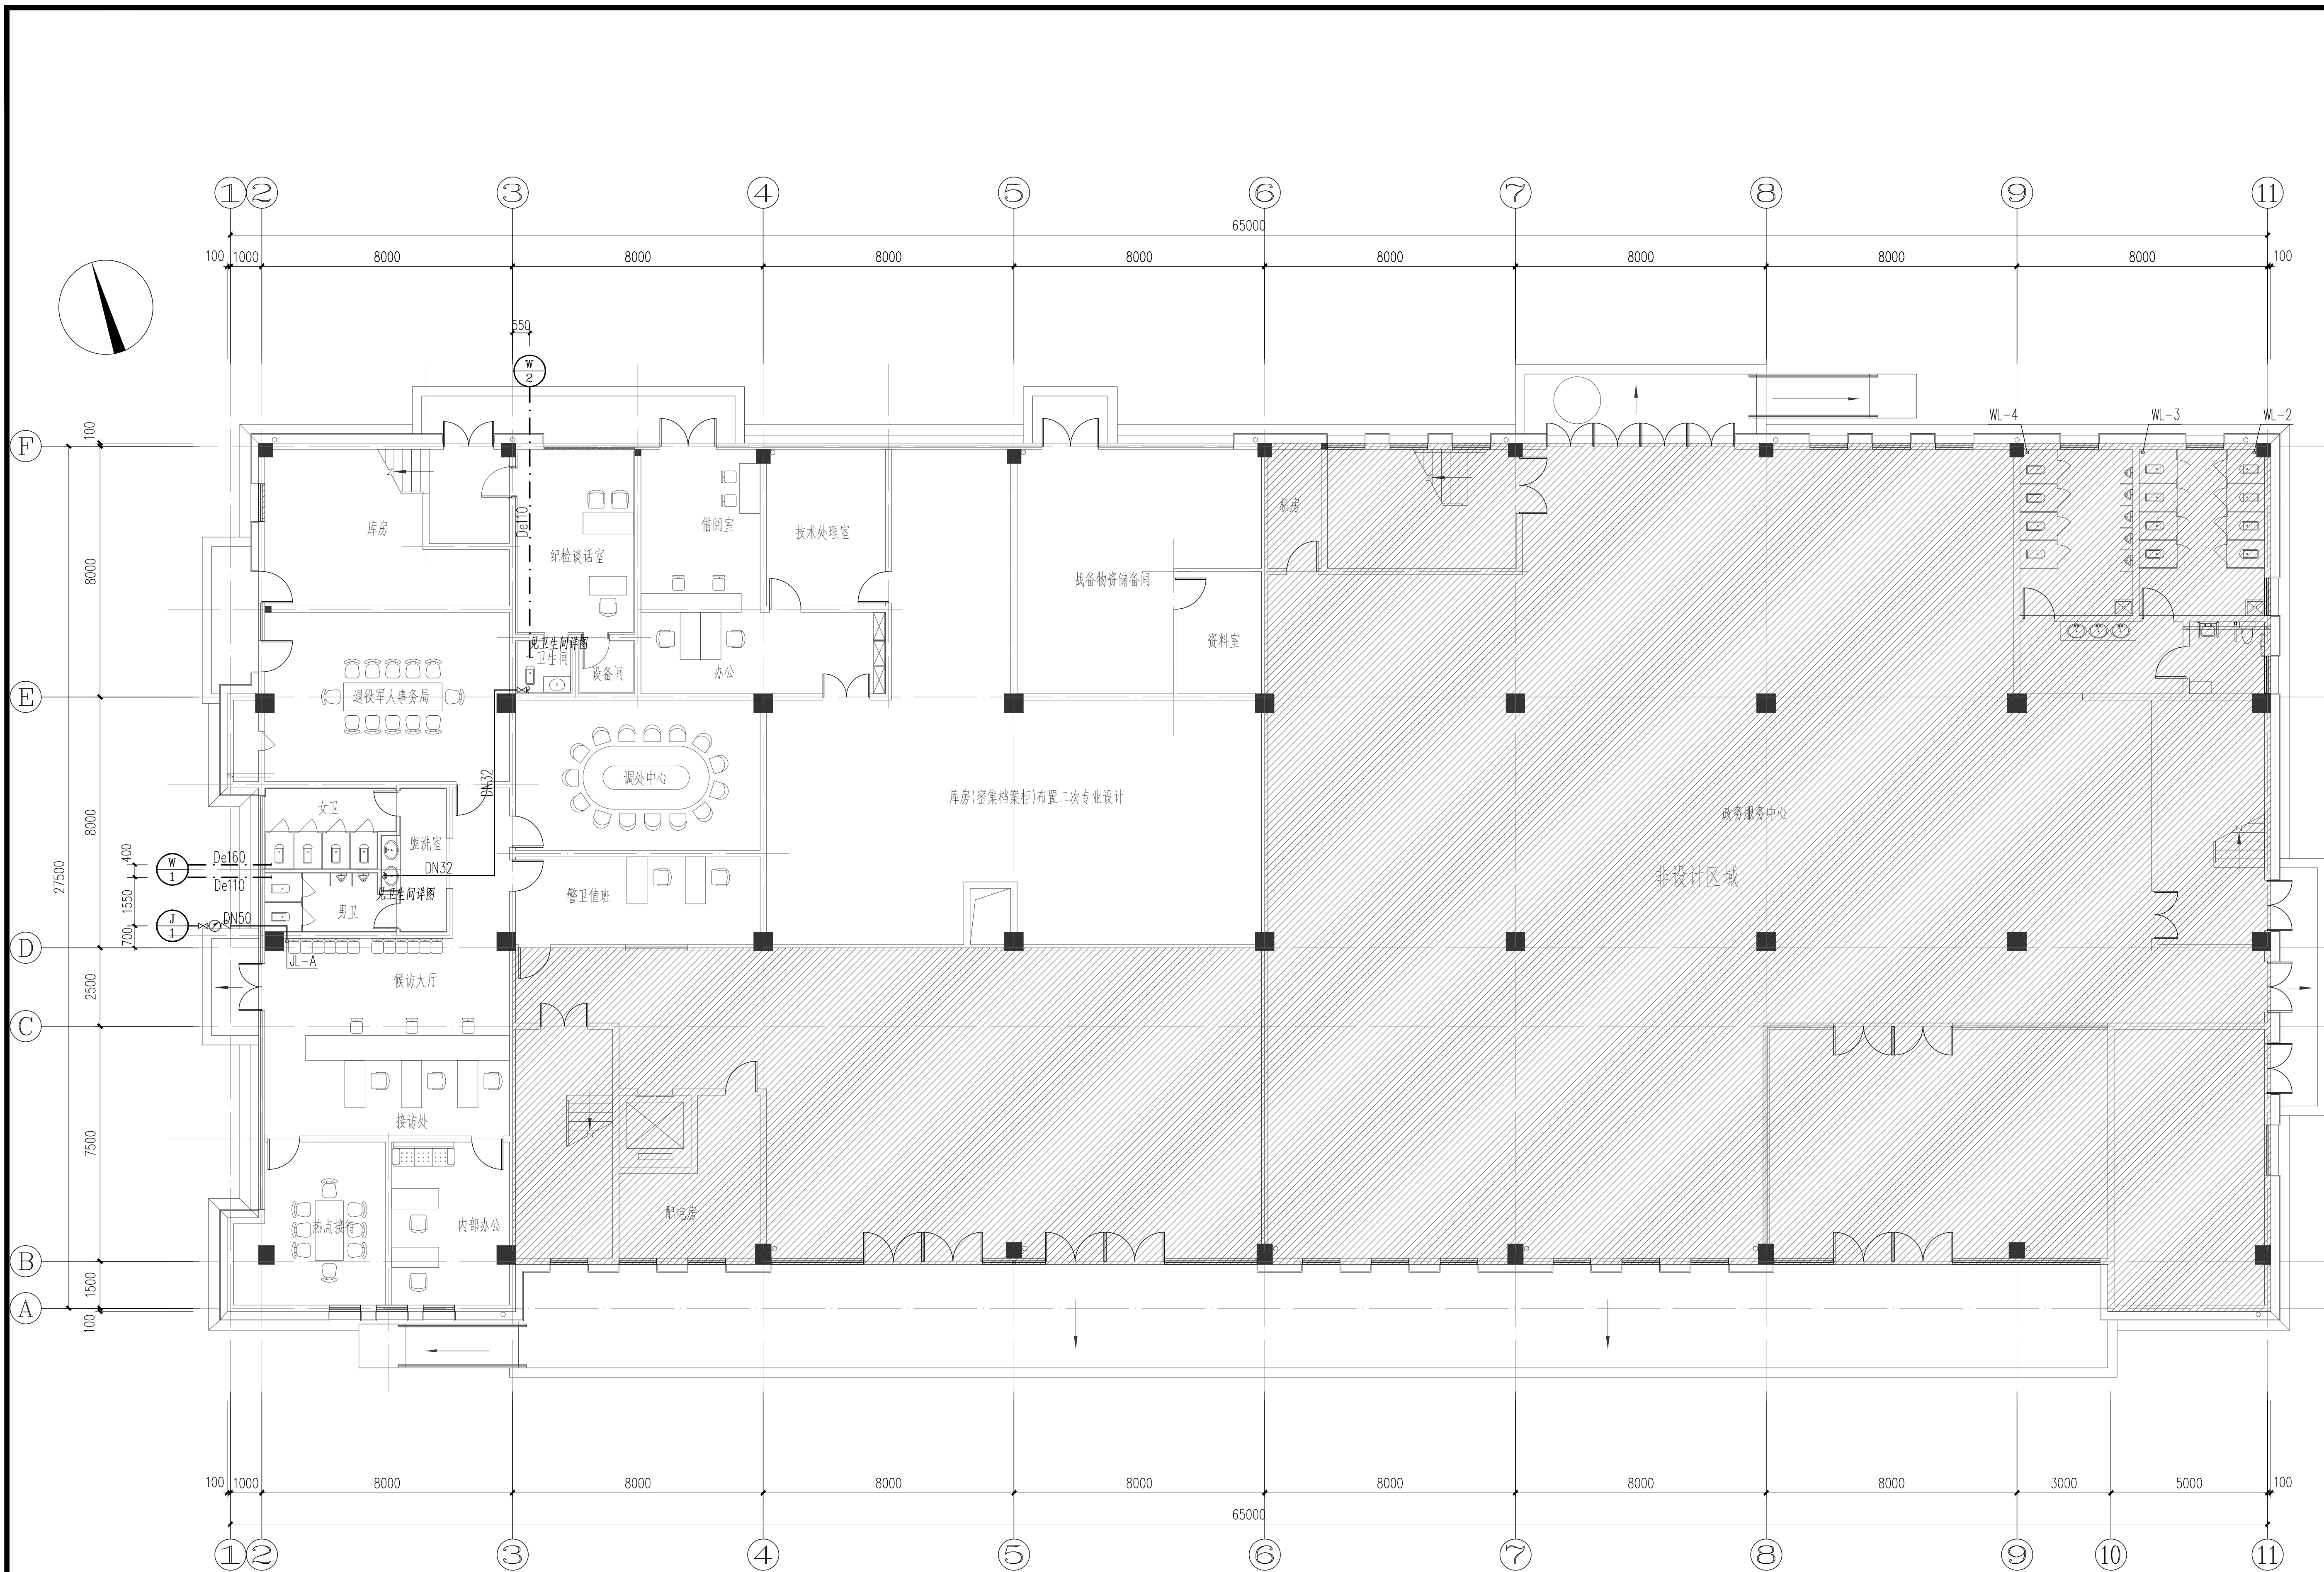 1 2 3 4 5 6 7 8 9 11
65000
100 1000 8000 8000 8000 8000 8000 8000 8000 8000 100
550
W
2
WL-4 WL-3 WL-2
F
100
库房
De110
纪检谈话室
借阅室
技术处理室
战备物资储备间
机房
8000
见卫生间详图
卫生间
设备间
办公
资料室
E
退役军人事务局
调处中心
DN32
库房(密集档案柜)布置二次专业设计
政务服务中心
非设计区域
8000
27500
女卫
盥洗室
400
W
1
De160
De110
DN32
见卫生间详图
1550
男卫
警卫值班
J
1
DN50
700
D
JL-A
候访大厅
2500
C
接访处
7500
配电房
热点接待
内部办公
B
1500
A
100
100 1000 8000 8000 8000 8000 8000 8000 8000 3000 5000 100
65000
1 2 3 4 5 6 7 8 9 10 11